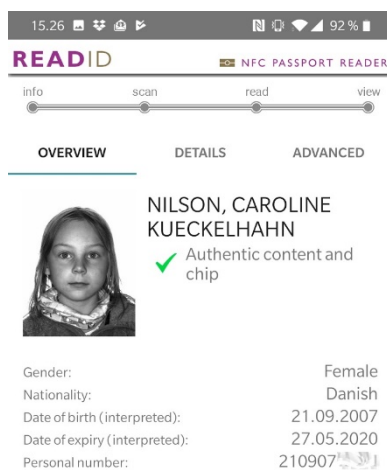 15.26 92 %
READID NFC PASSPORT READER
info scan read view
OVERVIEW DETAILS ADVANCED
NILSON, CAROLINE
KUECKELHAHN
Authentic content and
chip
Gender: Female
Nationality: Danish
Date of birth (interpreted): 21.09.2007
Date of expiry (interpreted): 27.05.2020
Personal number: 210907